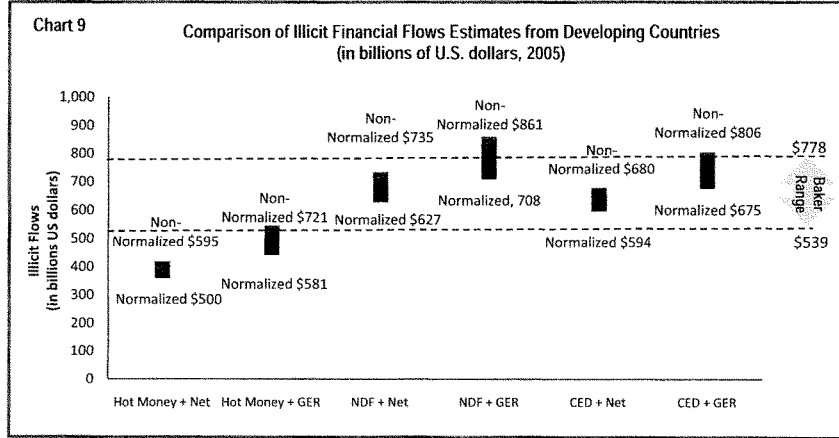 Chart 9
Comparison of Illicit Financial Flows Estimates from Developing Countries
(in billions of U.S. dollars, 2005)
Illicit Flows
(in billions US dollars)
1,000
900
800
700
600
500
400
300
200
100
0
Non-
Normalized $595
Normalized $500
Non-
Normalized $721
Normalized $581
Non-
Normalized $735
Normalized $627
Non-
Normalized $861
Normalized, 708
Non-
Normalized $680
Normalized $594
Non-
Normalized $806
Normalized $675
$778
Baker
Range
$539
Hot Money + Net
Hot Money + GER
NDF + Net
NDF + GER
CED + Net
CED + GER